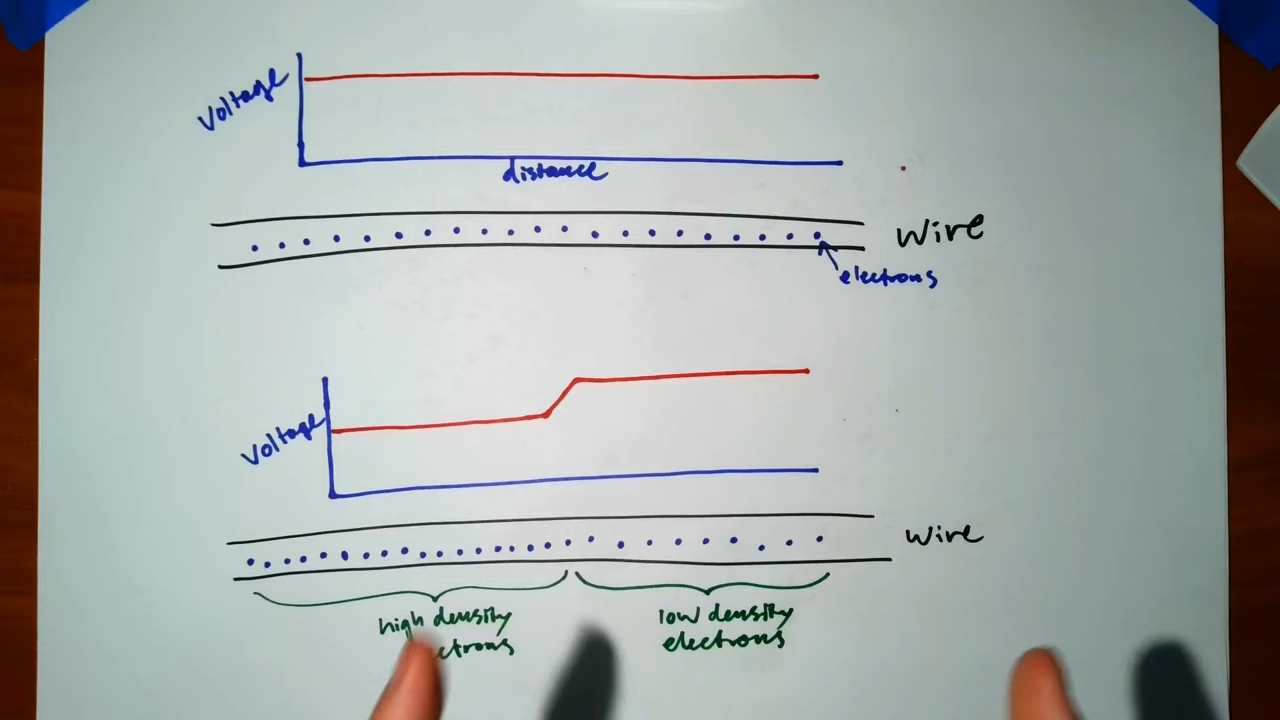 Voltage
distance
Wire
electrons
Voltage
Wire
high density
low density
electrons